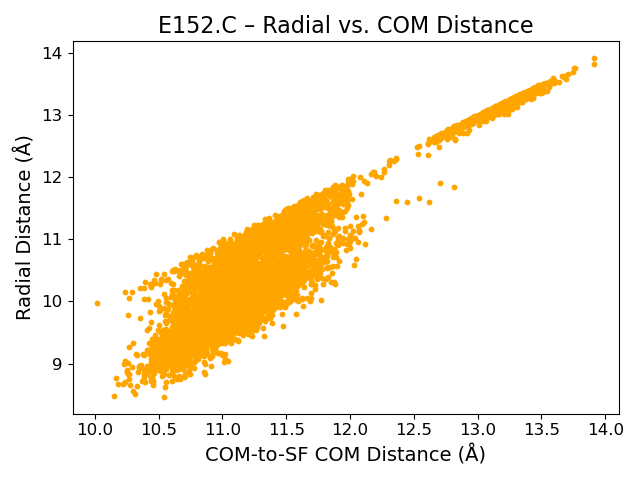 E152.C – Radial vs. COM Distance
14
13
12
11
10
9
Radial Distance (Å)
10.0 10.5 11.0 11.5 12.0 12.5 13.0 13.5 14.0
COM-to-SF COM Distance (Å)